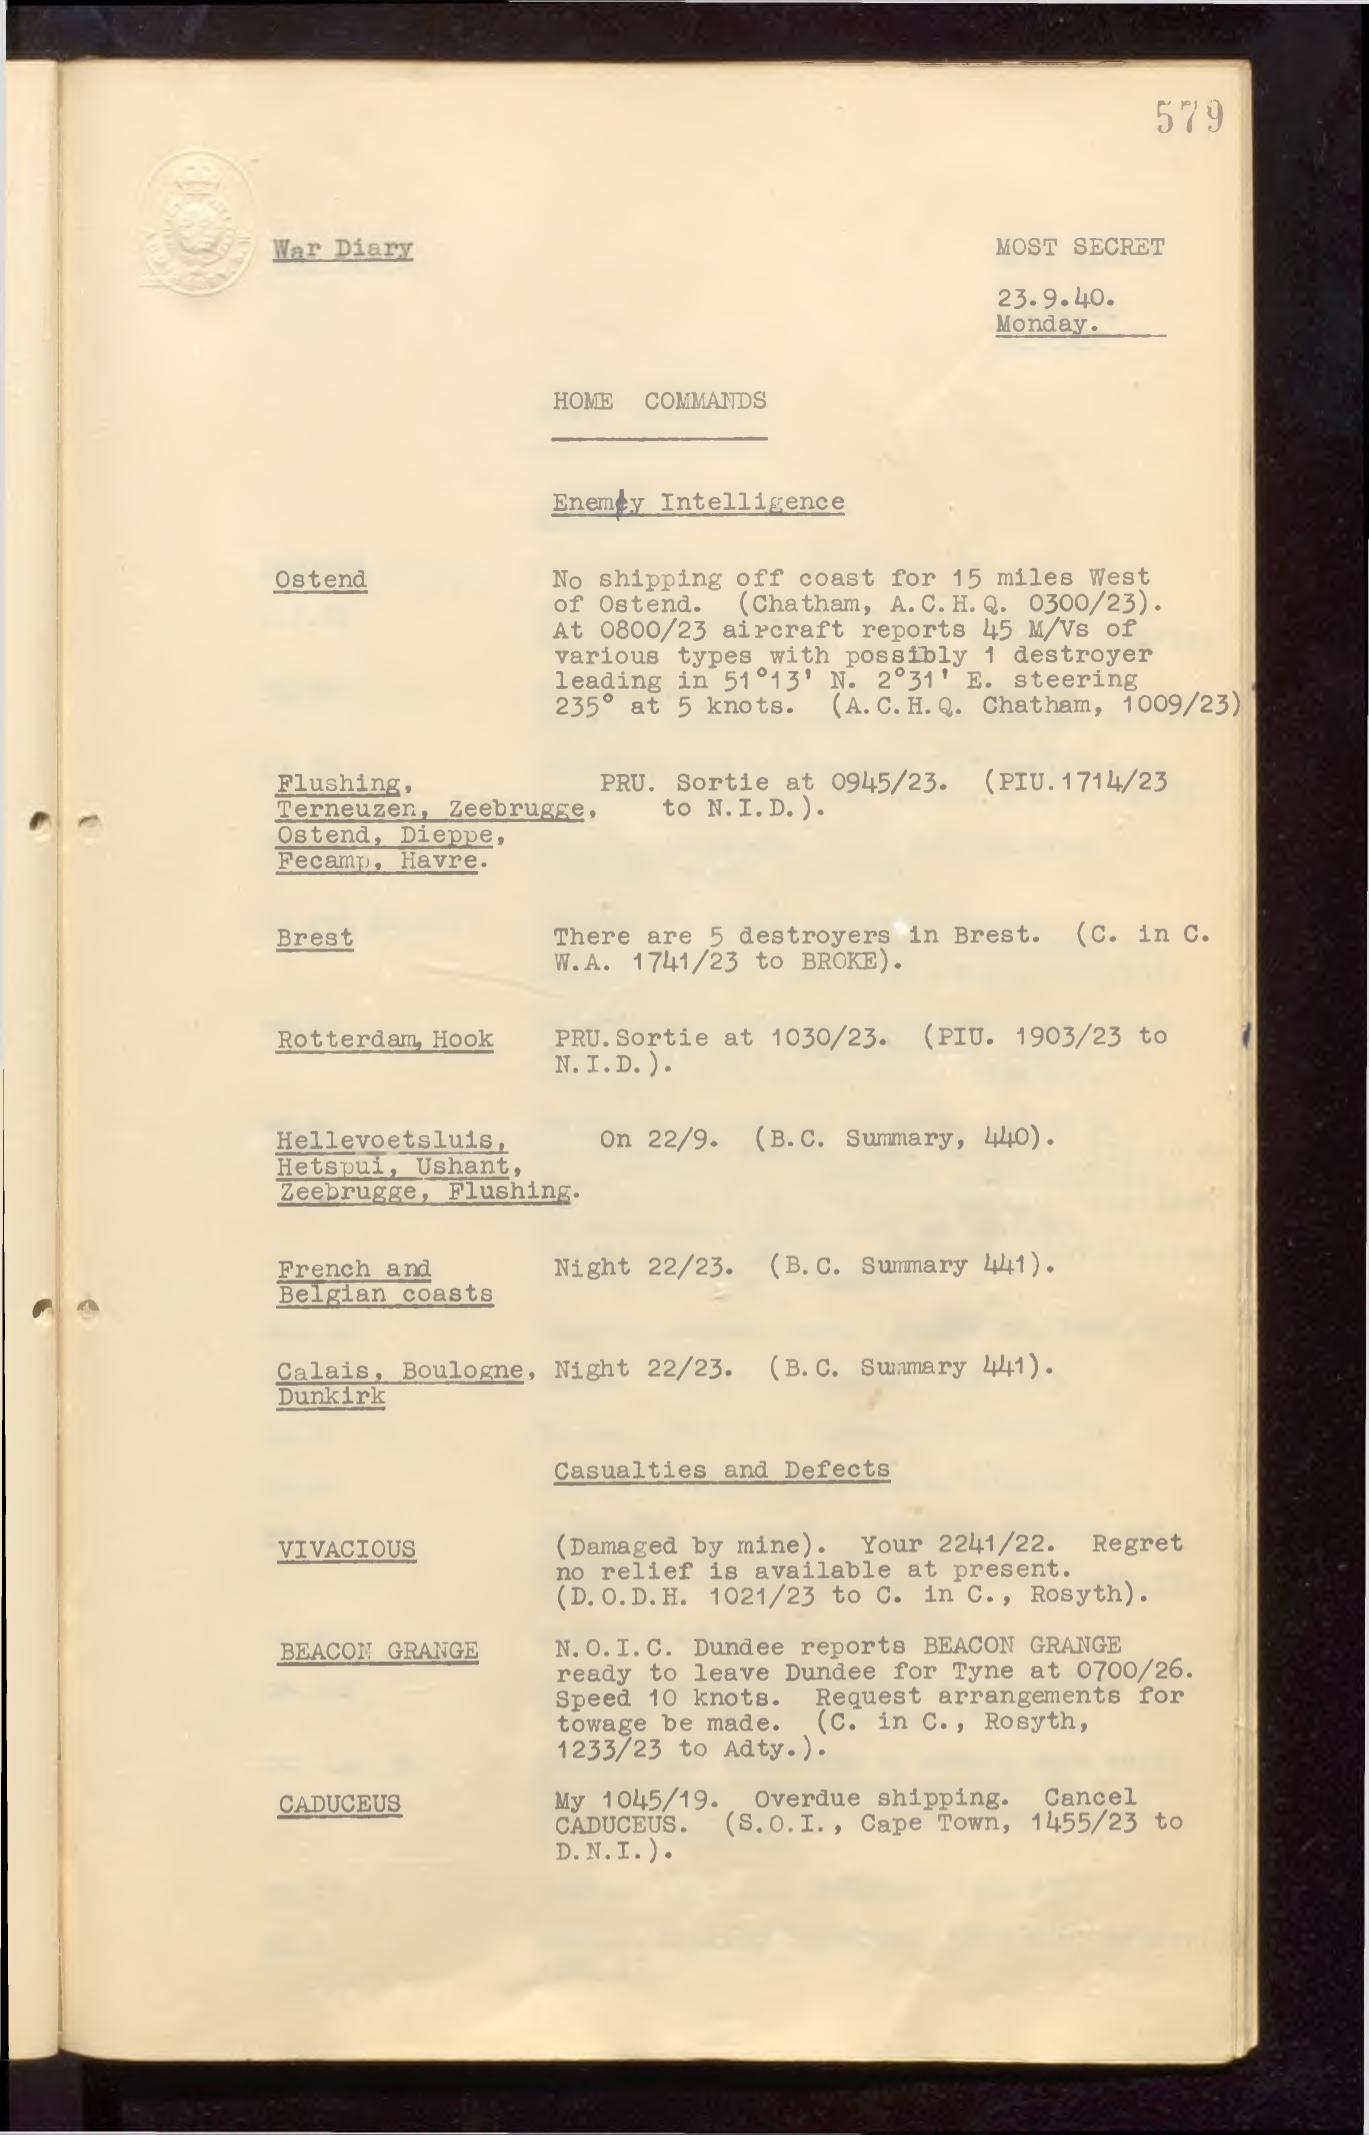 579
War Diary
MOST SECRET
23.9.40.
Monday.
HOME COMMANDS
Enemy Intelligence
Ostend
No shipping off coast for 15 miles West
of Ostend. (Chatham, A.C.H.Q. 0300/23).
At 0800/23 aircraft reports 45 M/Vs of
various types with possibly 1 destroyer
leading in 51°13' N. 2°31' E. steering
235° at 5 knots. (A.C.H.Q. Chatham, 1009/23)
Flushing, PRU. Sortie at 0945/23. (PIU.1714/23
Terneuzen, Zeebrugge, to N.I.D.).
Ostend, Dieppe,
Fecamp, Havre.
Brest
There are 5 destroyers in Brest. (C. in C.
W.A. 1741/23 to BROKE).
Rotterdam, Hook
PRU.Sortie at 1030/23. (PIU. 1903/23 to
N.I.D.).
Hellevoetsluis, On 22/9. (B.C. Summary, 440).
Hetspui, Ushant,
Zeebrugge, Flushing.
French and Night 22/23. (B.C. Summary 441).
Belgian coasts
Calais, Boulogne, Night 22/23. (B.C. Summary 441).
Dunkirk
Casualties and Defects
VIVACIOUS
(Damaged by mine). Your 2241/22. Regret
no relief is available at present.
(D.O.D.H. 1021/23 to C. in C., Rosyth).
BEACON GRANGE
N.O.I.C. Dundee reports BEACON GRANGE
ready to leave Dundee for Tyne at 0700/26.
Speed 10 knots. Request arrangements for
towage be made. (C. in C., Rosyth,
1233/23 to Adty.).
CADUCEUS
My 1045/19. Overdue shipping. Cancel
CADUCEUS. (S.O.I., Cape Town, 1455/23 to
D.N.I.).